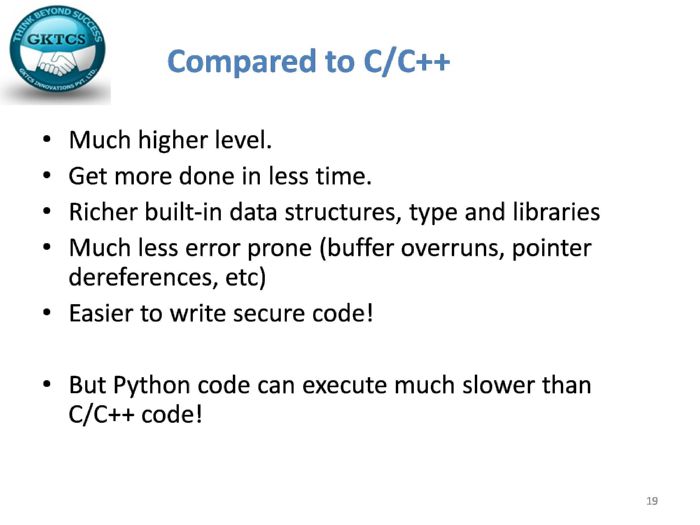 THINK BEYOND SUCCESS
GKTCS
GKTCS INNOVATIONS PVT. LTD.
Compared to C/C++
• Much higher level.
• Get more done in less time.
• Richer built-in data structures, type and libraries
• Much less error prone (buffer overruns, pointer
dereferences, etc)
• Easier to write secure code!
• But Python code can execute much slower than
C/C++ code!
19